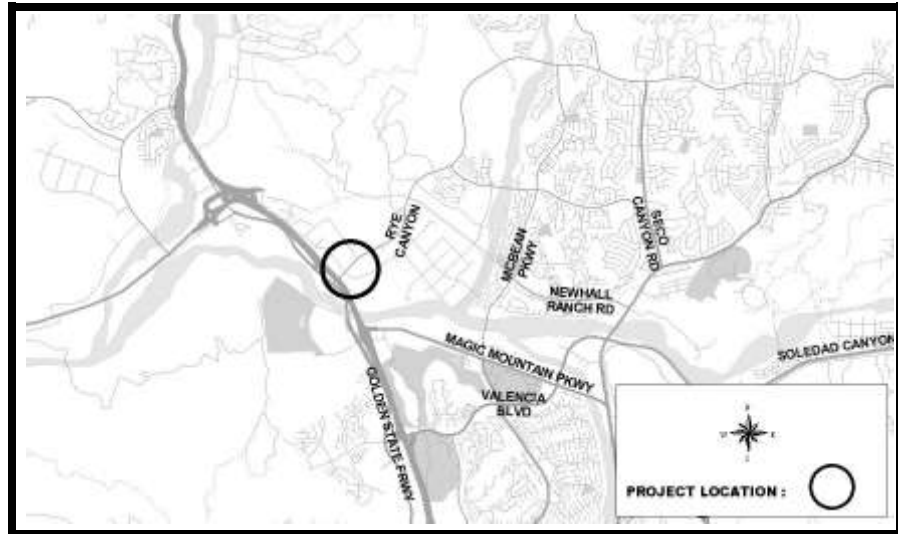 RYE
CANYON
MCBEAN
PKWY
SECO
CANYON RD
NEWHALL
RANCH RD
MAGIC MOUNTAIN PKWY
SOLEDAD CANYON
VALENCIA
BLVD
GOLDEN STATE FRWY
PROJECT LOCATION :